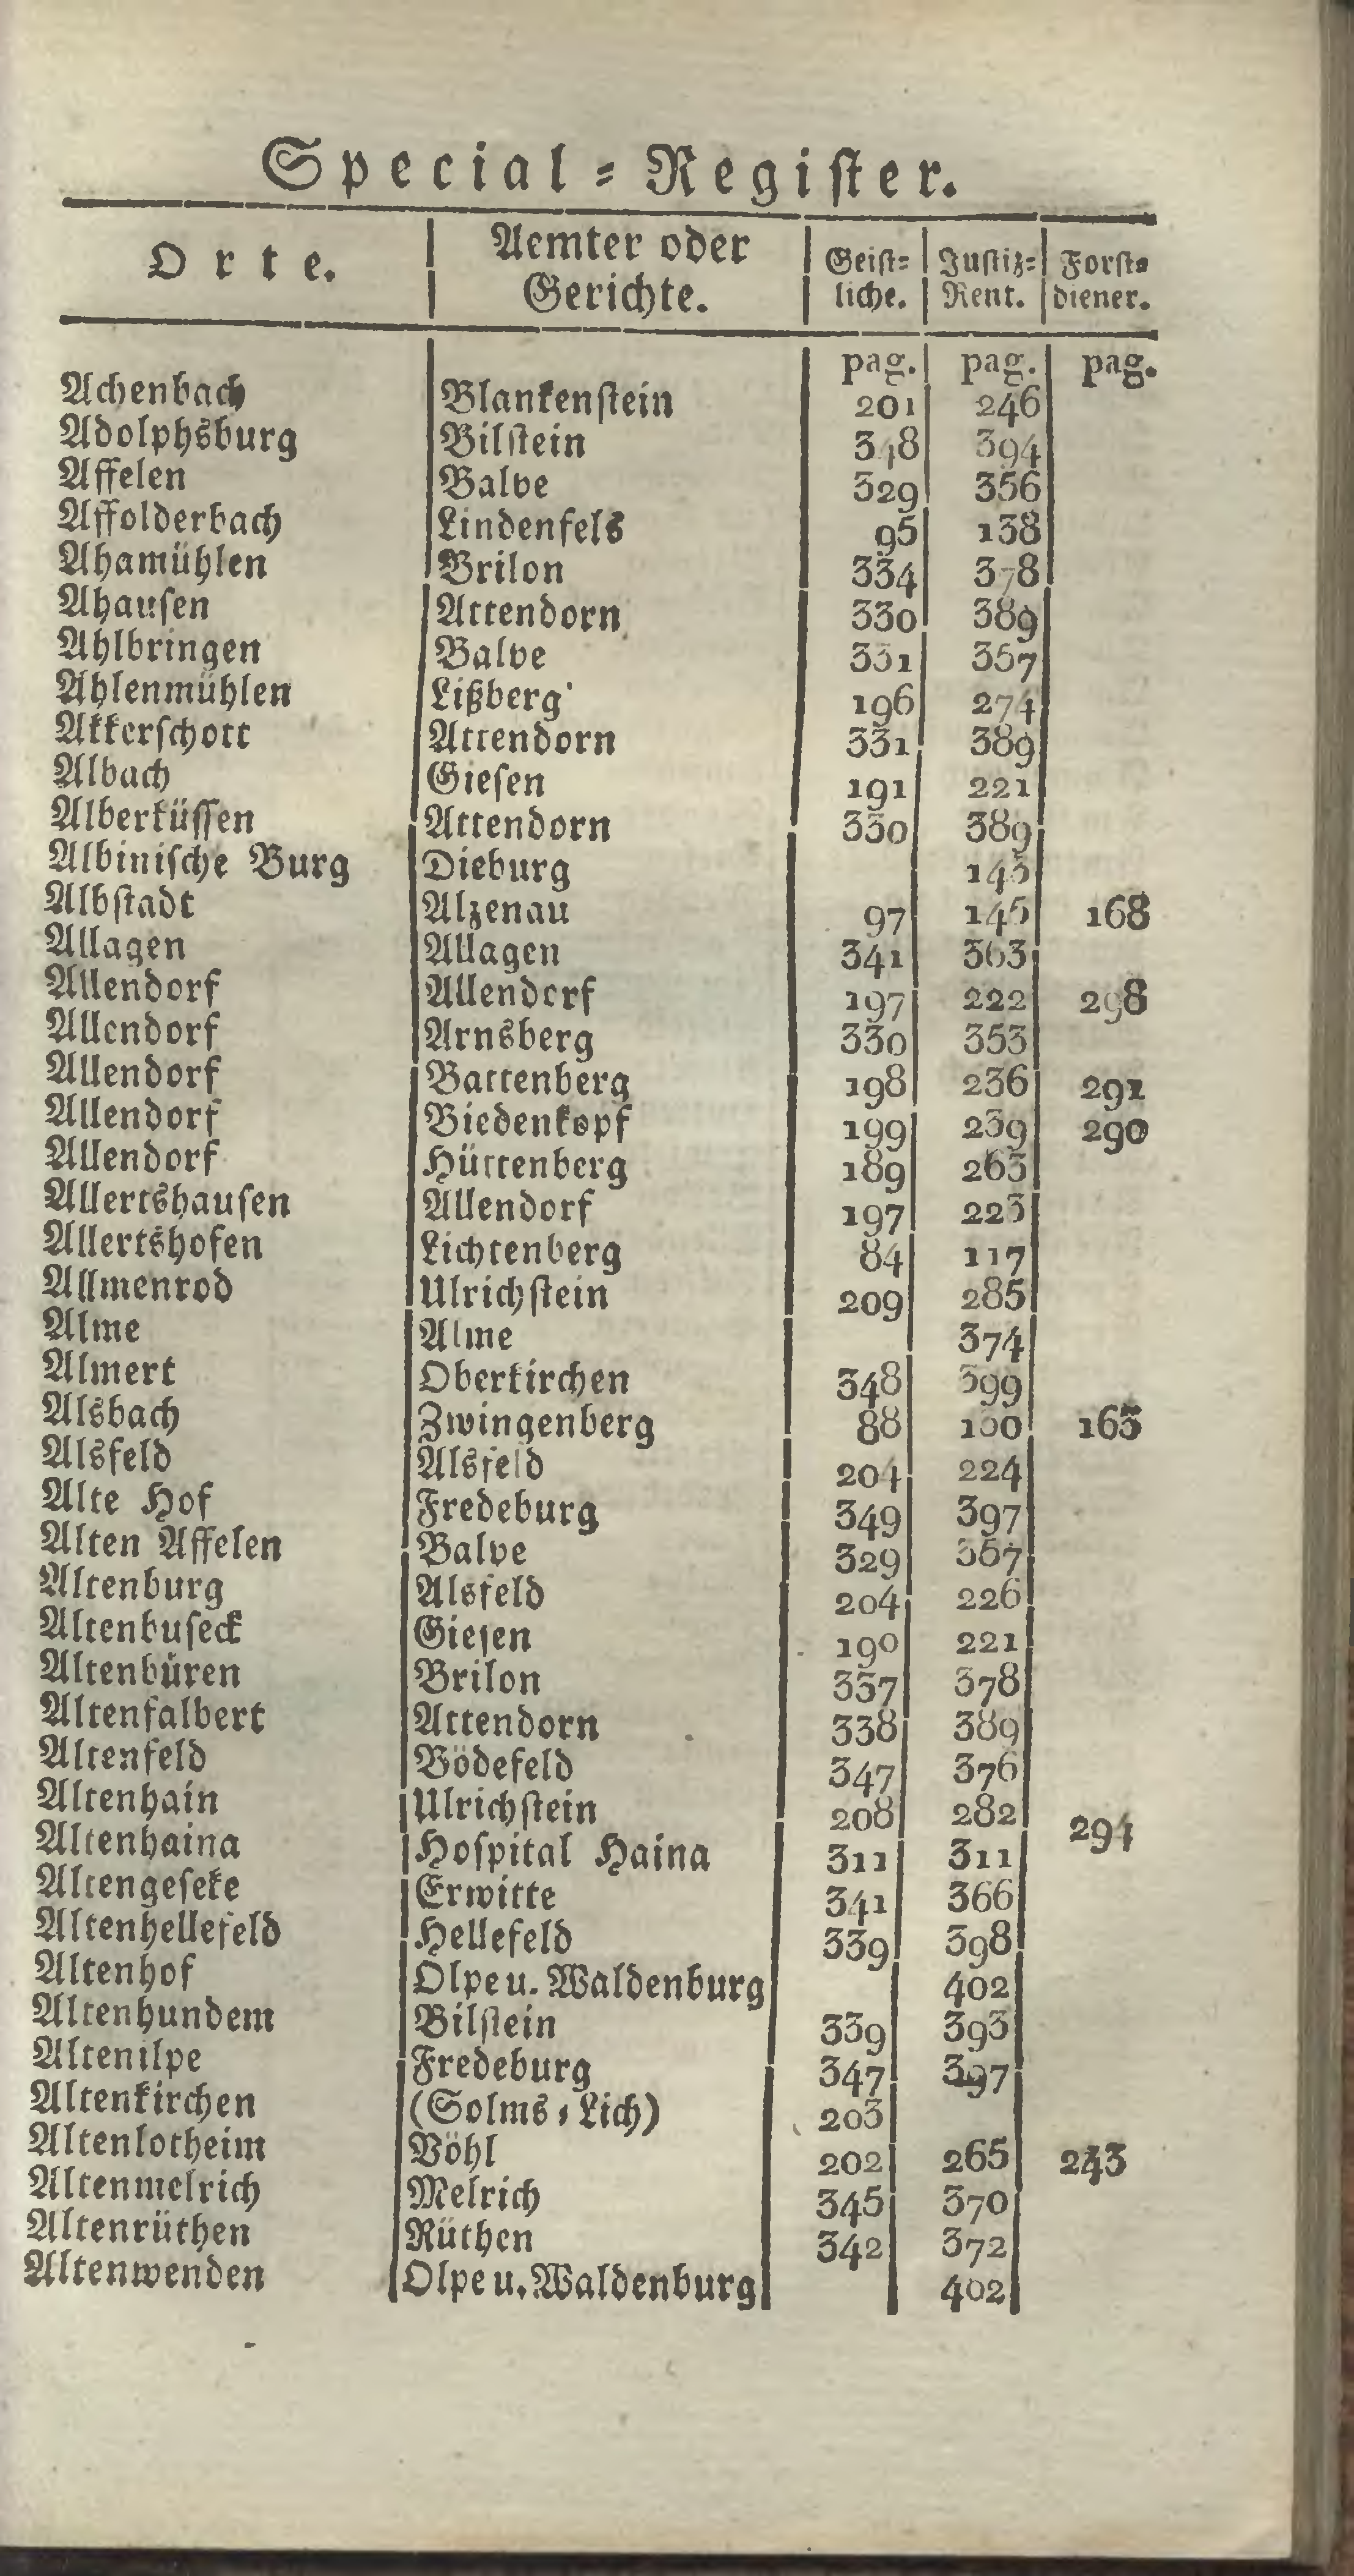 Special-Regiſter.
Orte. Aemter oder Gerichte. Geiſt-liche. Juſtiz-Rent. Forſt-diener.
pag. pag. pag.
Achenbach Blankenſtein 201 246
Adolphsburg Bilſtein 348 394
Affelen Balve 329 356
Affolderbach Lindenfels 95 138
Ahamühlen Brilon 334 378
Ahauſen Attendorn 330 389
Ahlbringen Balve 331 357
Ahlenmühlen Lißberg 196 274
Akkerſchott Attendorn 331 389
Albach Gieſen 191 221
Alberküſſen Attendorn 330 389
Albiniſche Burg Dieburg 143
Albſtadt Alzenau 97 145 168
Allagen Allagen 341 363
Allendorf Allendorf 197 222 298
Allendorf Arnsberg 330 353
Allendorf Battenberg 198 236 291
Allendorf Biedenkopf 199 239 290
Allendorf Hüttenberg 189 263
Allertshauſen Allendorf 197 223
Allertshofen Lichtenberg 84 117
Allmenrod Ulrichſtein 209 285
Alme Alme 374
Almert Oberkirchen 348 399
Alsbach Zwingenberg 88 100 163
Alsfeld Alsfeld 204 224
Alte Hof Fredeburg 349 397
Alten Affelen Balve 329 357
Altenburg Alsfeld 204 226
Altenbuſeck Gieſen 190 221
Altenbüren Brilon 337 378
Altenfalbert Attendorn 338 389
Altenfeld Bödefeld 347 376
Altenhain Ulrichſtein 208 282 294
Altenhaina Hoſpital Haina 311 311
Altengeſeke Erwitte 341 366
Altenhellefeld Hellefeld 339 398
Altenhof Olpe u. Waldenburg 402
Altenhundem Bilſtein 339 393
Altenilpe Fredeburg 347 397
Altenkirchen (Solms-Lich) 203
Altenlotheim Vöhl 202 265 243
Altenmelrich Melrich 345 370
Altenrüthen Rüthen 342 372
Altenwenden Olpe u. Waldenburg 402